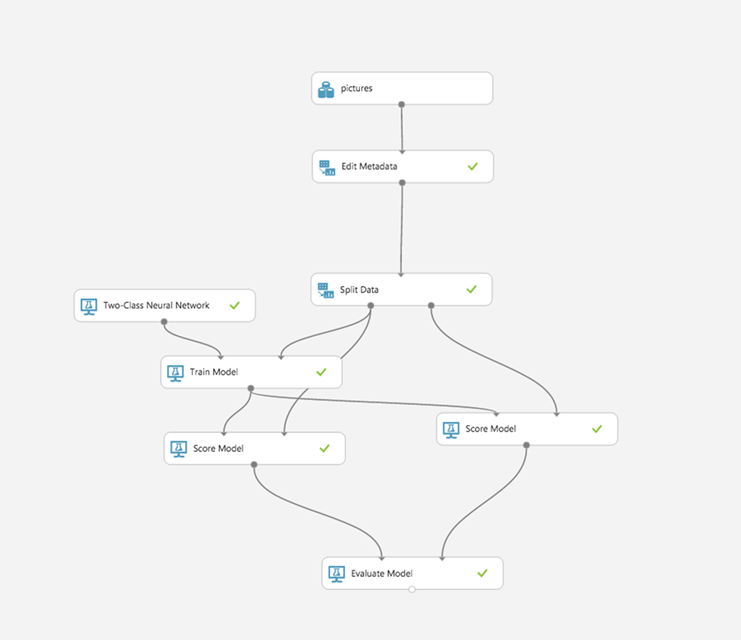 pictures
Edit Metadata
Split Data
Two-Class Neural Network
Train Model
Score Model
Score Model
Evaluate Model